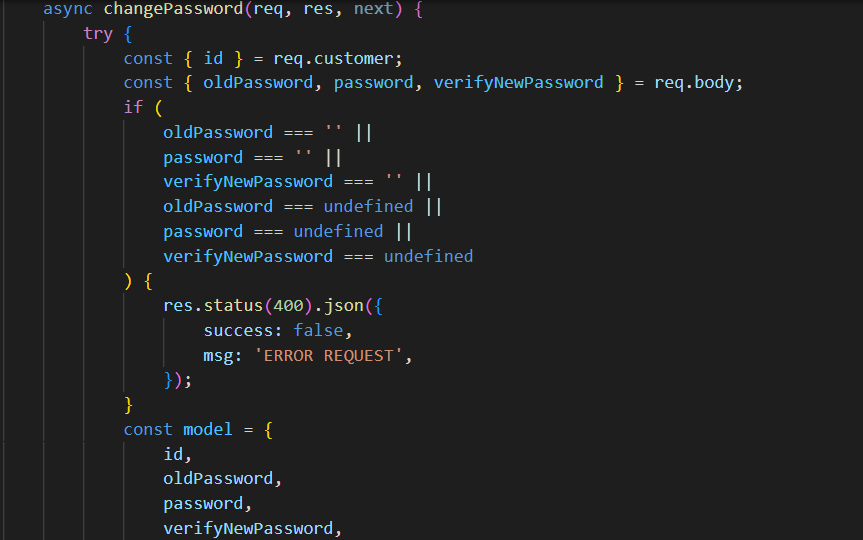 async changePassword(req, res, next) {
try {
const { id } = req.customer;
const { oldPassword, password, verifyNewPassword } = req.body;
if (
oldPassword === '' ||
password === '' ||
verifyNewPassword === '' ||
oldPassword === undefined ||
password === undefined ||
verifyNewPassword === undefined
) {
res.status(400).json({
success: false,
msg: 'ERROR REQUEST',
});
}
const model = {
id,
oldPassword,
password,
verifyNewPassword,